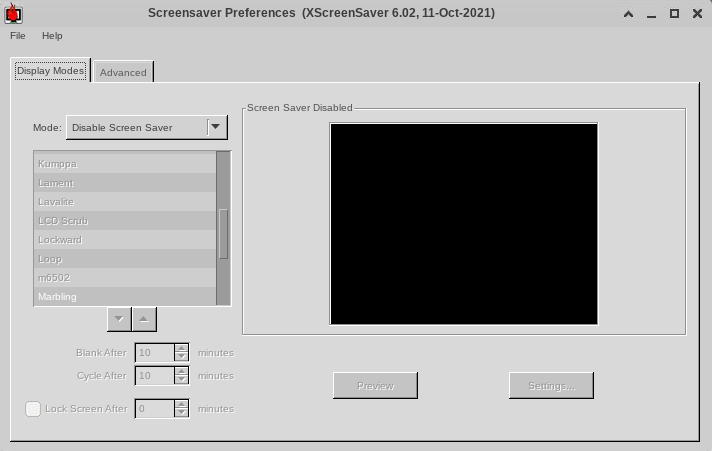 Screensaver Preferences (XScreenSaver 6.02, 11-Oct-2021)
File Help
Display Modes Advanced
Mode: Disable Screen Saver
Kumppa
Lament
Lavalite
LCD Scrub
Lockward
Loop
m6502
Marbling
Blank After 10 minutes
Cycle After 10 minutes
Lock Screen After 0 minutes
Screen Saver Disabled
Preview Settings...